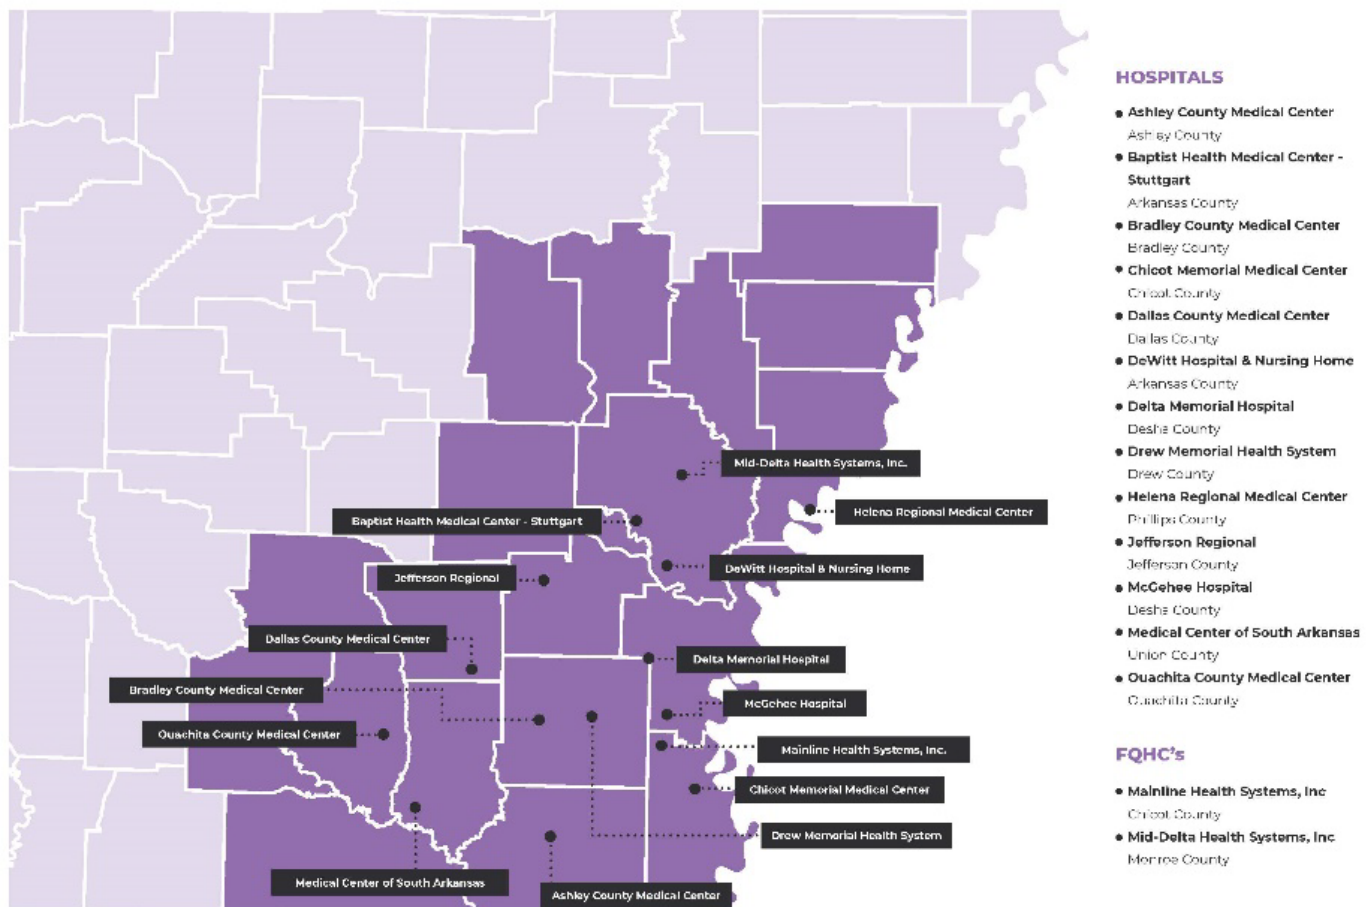 Mid-Delta Health Systems, Inc.
Helena Regional Medical Center
Baptist Health Medical Center - Stuttgart
DeWitt Hospital & Nursing Home
Jefferson Regional
Dallas County Medical Center
Delta Memorial Hospital
Bradley County Medical Center
McGehee Hospital
Ouachita County Medical Center
Mainline Health Systems, Inc.
Chicot Memorial Medical Center
Drew Memorial Health System
Medical Center of South Arkansas
Ashley County Medical Center
HOSPITALS
• Ashley County Medical Center
Ashley County
• Baptist Health Medical Center -
Stuttgart
Arkansas County
• Bradley County Medical Center
Bradley County
• Chicot Memorial Medical Center
Chicot County
• Dallas County Medical Center
Dallas County
• DeWitt Hospital & Nursing Home
Arkansas County
• Delta Memorial Hospital
Desha County
• Drew Memorial Health System
Drew County
• Helena Regional Medical Center
Phillips County
• Jefferson Regional
Jefferson County
• McGehee Hospital
Desha County
• Medical Center of South Arkansas
Union County
• Ouachita County Medical Center
Ouachita County
FQHC's
• Mainline Health Systems, Inc
Chicot County
• Mid-Delta Health Systems, Inc
Monroe County